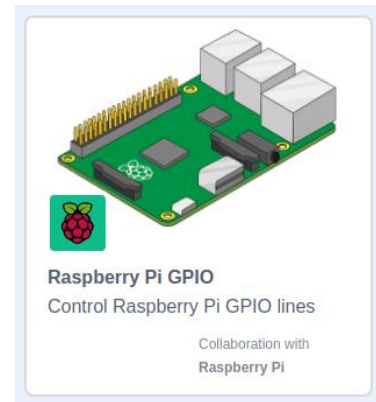 Raspberry Pi GPIO
Control Raspberry Pi GPIO lines
Collaboration with
Raspberry Pi